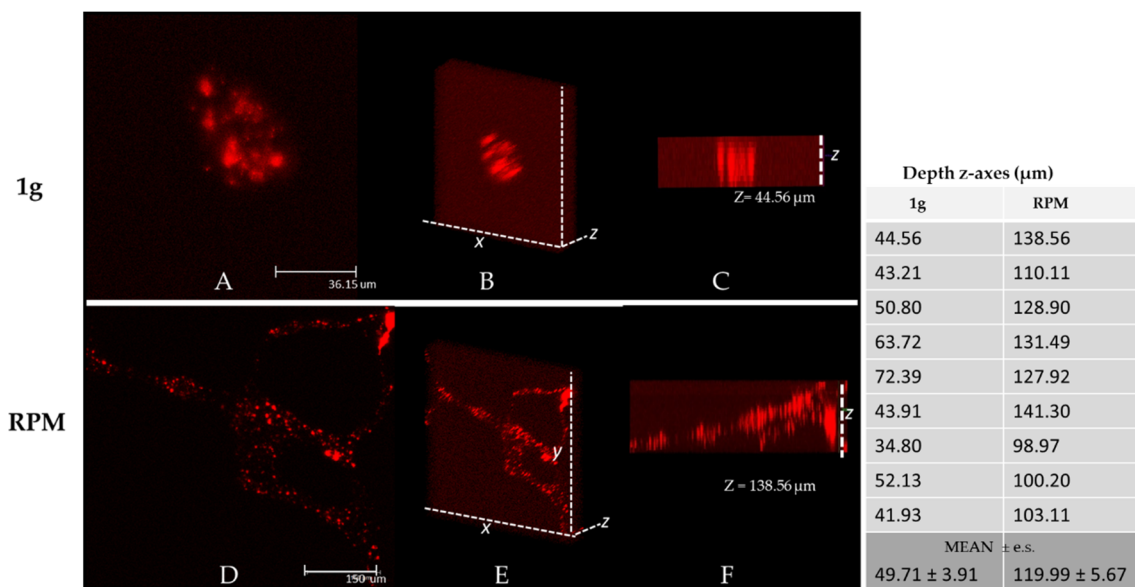 1g
A
36.15 um
B
x
z
C
z
Z= 44.56 µm
RPM
D
150 um
E
x
y
z
F
z
Z = 138.56 µm
Depth z-axes (µm)
1g RPM
44.56 138.56
43.21 110.11
50.80 128.90
63.72 131.49
72.39 127.92
43.91 141.30
34.80 98.97
52.13 100.20
41.93 103.11
MEAN ± e.s.
49.71 ± 3.91 119.99 ± 5.67